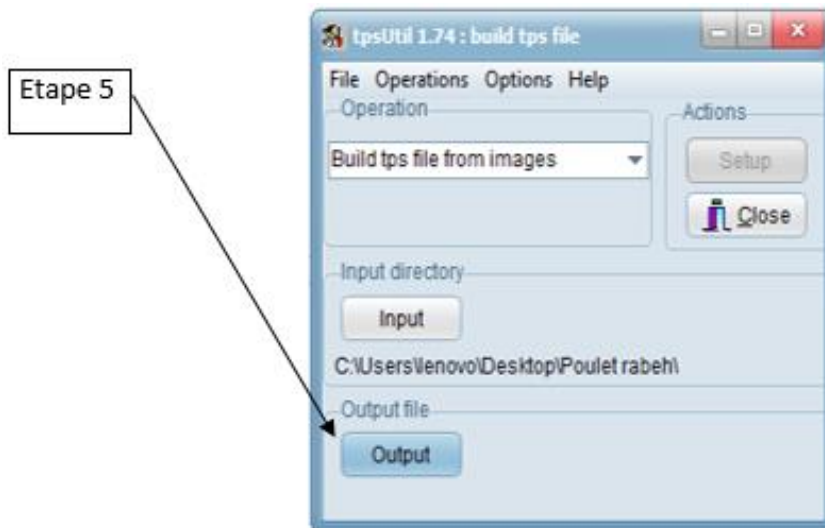 tpsUtil 1.74 : build tps file
Etape 5
File Operations Options Help
Operation
Actions
Build tps file from images
Setup
Close
Input directory
Input
C:\Users\lenovo\Desktop\Poulet rabeh\
Output file
Output